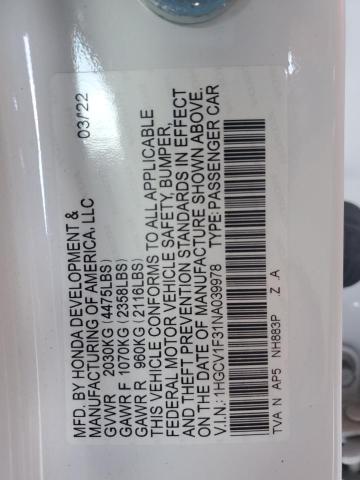 MFD. BY HONDA DEVELOPMENT & 03/22
MANUFACTURING OF AMERICA, LLC
GVWR 2030KG (4475LBS)
GAWR F 1070KG (2358LBS)
GAWR R 960KG (2116LBS)
THIS VEHICLE CONFORMS TO ALL APPLICABLE
FEDERAL MOTOR VEHICLE SAFETY, BUMPER,
AND THEFT PREVENTION STANDARDS IN EFFECT
ON THE DATE OF MANUFACTURE SHOWN ABOVE.
V.I.N.: 1HGCV1F31NA039978 TYPE: PASSENGER CAR
TVA N AP5 NH883P Z A